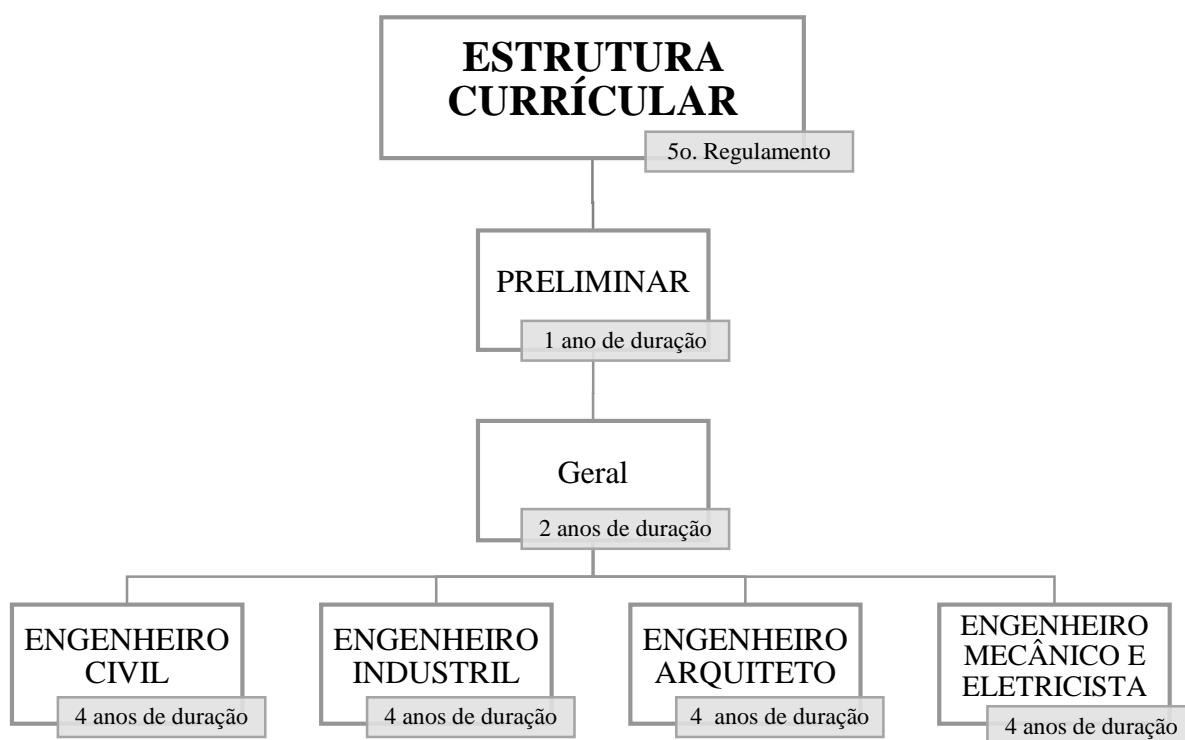 ESTRUTURA
CURRÍCULAR
5o. Regulamento
PRELIMINAR
1 ano de duração
Geral
2 anos de duração
ENGENHEIRO
CIVIL
4 anos de duração
ENGENHEIRO
INDUSTRIL
4 anos de duração
ENGENHEIRO
ARQUITETO
4 anos de duração
ENGENHEIRO
MECÂNICO E
ELETRICISTA
4 anos de duração